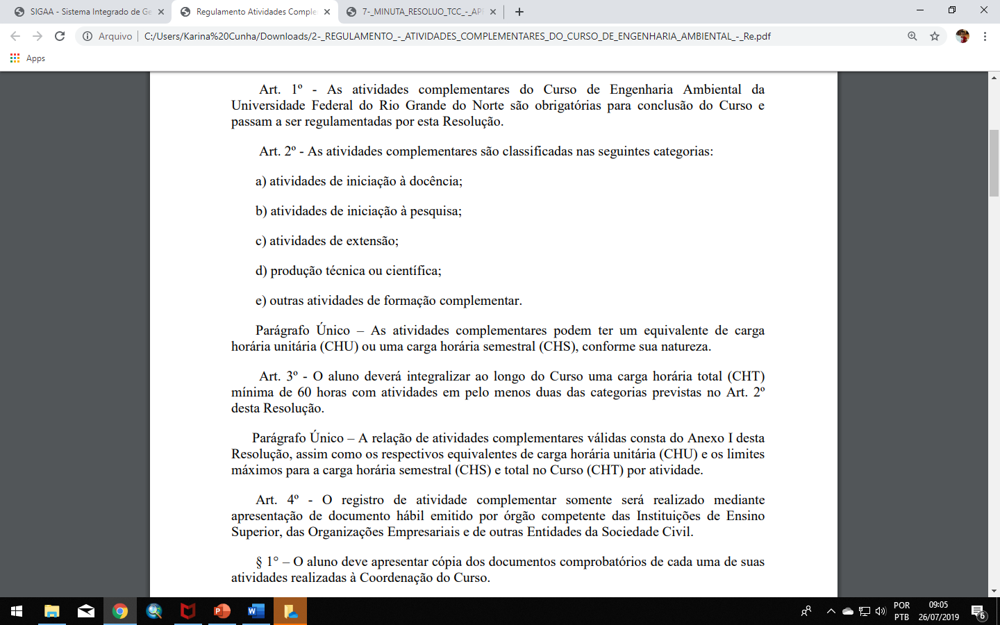 SIGAA - Sistema Integrado de Ge
Regulamento Atividades Comple
7-_MINUTA_RESOLUO_TCC_-_AP
Arquivo
C:/Users/Karina%20Cunha/Downloads/2-_REGULAMENTO_-_ATIVIDADES_COMPLEMENTARES_DO_CURSO_DE_ENGENHARIA_AMBIENTAL_-_Re.pdf
Apps
Art. 1º - As atividades complementares do Curso de Engenharia Ambiental da
Universidade Federal do Rio Grande do Norte são obrigatórias para conclusão do Curso e
passam a ser regulamentadas por esta Resolução.
Art. 2º - As atividades complementares são classificadas nas seguintes categorias:
a) atividades de iniciação à docência;
b) atividades de iniciação à pesquisa;
c) atividades de extensão;
d) produção técnica ou científica;
e) outras atividades de formação complementar.
Parágrafo Único – As atividades complementares podem ter um equivalente de carga
horária unitária (CHU) ou uma carga horária semestral (CHS), conforme sua natureza.
Art. 3º - O aluno deverá integralizar ao longo do Curso uma carga horária total (CHT)
mínima de 60 horas com atividades em pelo menos duas das categorias previstas no Art. 2º
desta Resolução.
Parágrafo Único – A relação de atividades complementares válidas consta do Anexo I desta
Resolução, assim como os respectivos equivalentes de carga horária unitária (CHU) e os limites
máximos para a carga horária semestral (CHS) e total no Curso (CHT) por atividade.
Art. 4º - O registro de atividade complementar somente será realizado mediante
apresentação de documento hábil emitido por órgão competente das Instituições de Ensino
Superior, das Organizações Empresariais e de outras Entidades da Sociedade Civil.
§ 1° – O aluno deve apresentar cópia dos documentos comprobatórios de cada uma de suas
atividades realizadas à Coordenação do Curso.
POR
PTB
09:05
26/07/2019
6